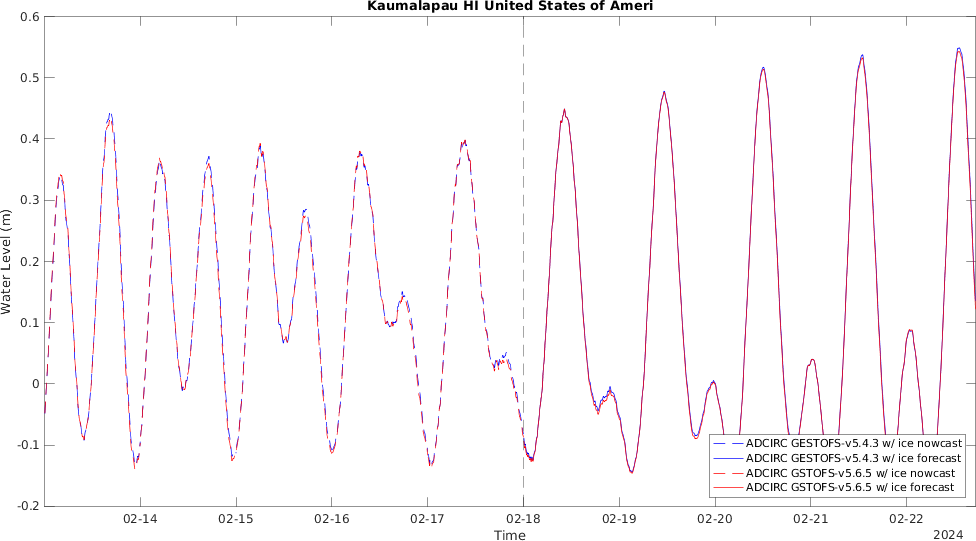 Kaumalapau HI United States of Ameri
0.6
0.5
0.4
0.3
0.2
0.1
0
-0.1
-0.2
Water Level (m)
ADCIRC GESTOFS-v5.4.3 w/ ice nowcast
ADCIRC GESTOFS-v5.4.3 w/ ice forecast
ADCIRC GSTOFS-v5.6.5 w/ ice nowcast
ADCIRC GSTOFS-v5.6.5 w/ ice forecast
02-14 02-15 02-16 02-17 02-18 02-19 02-20 02-21 02-22
Time
2024